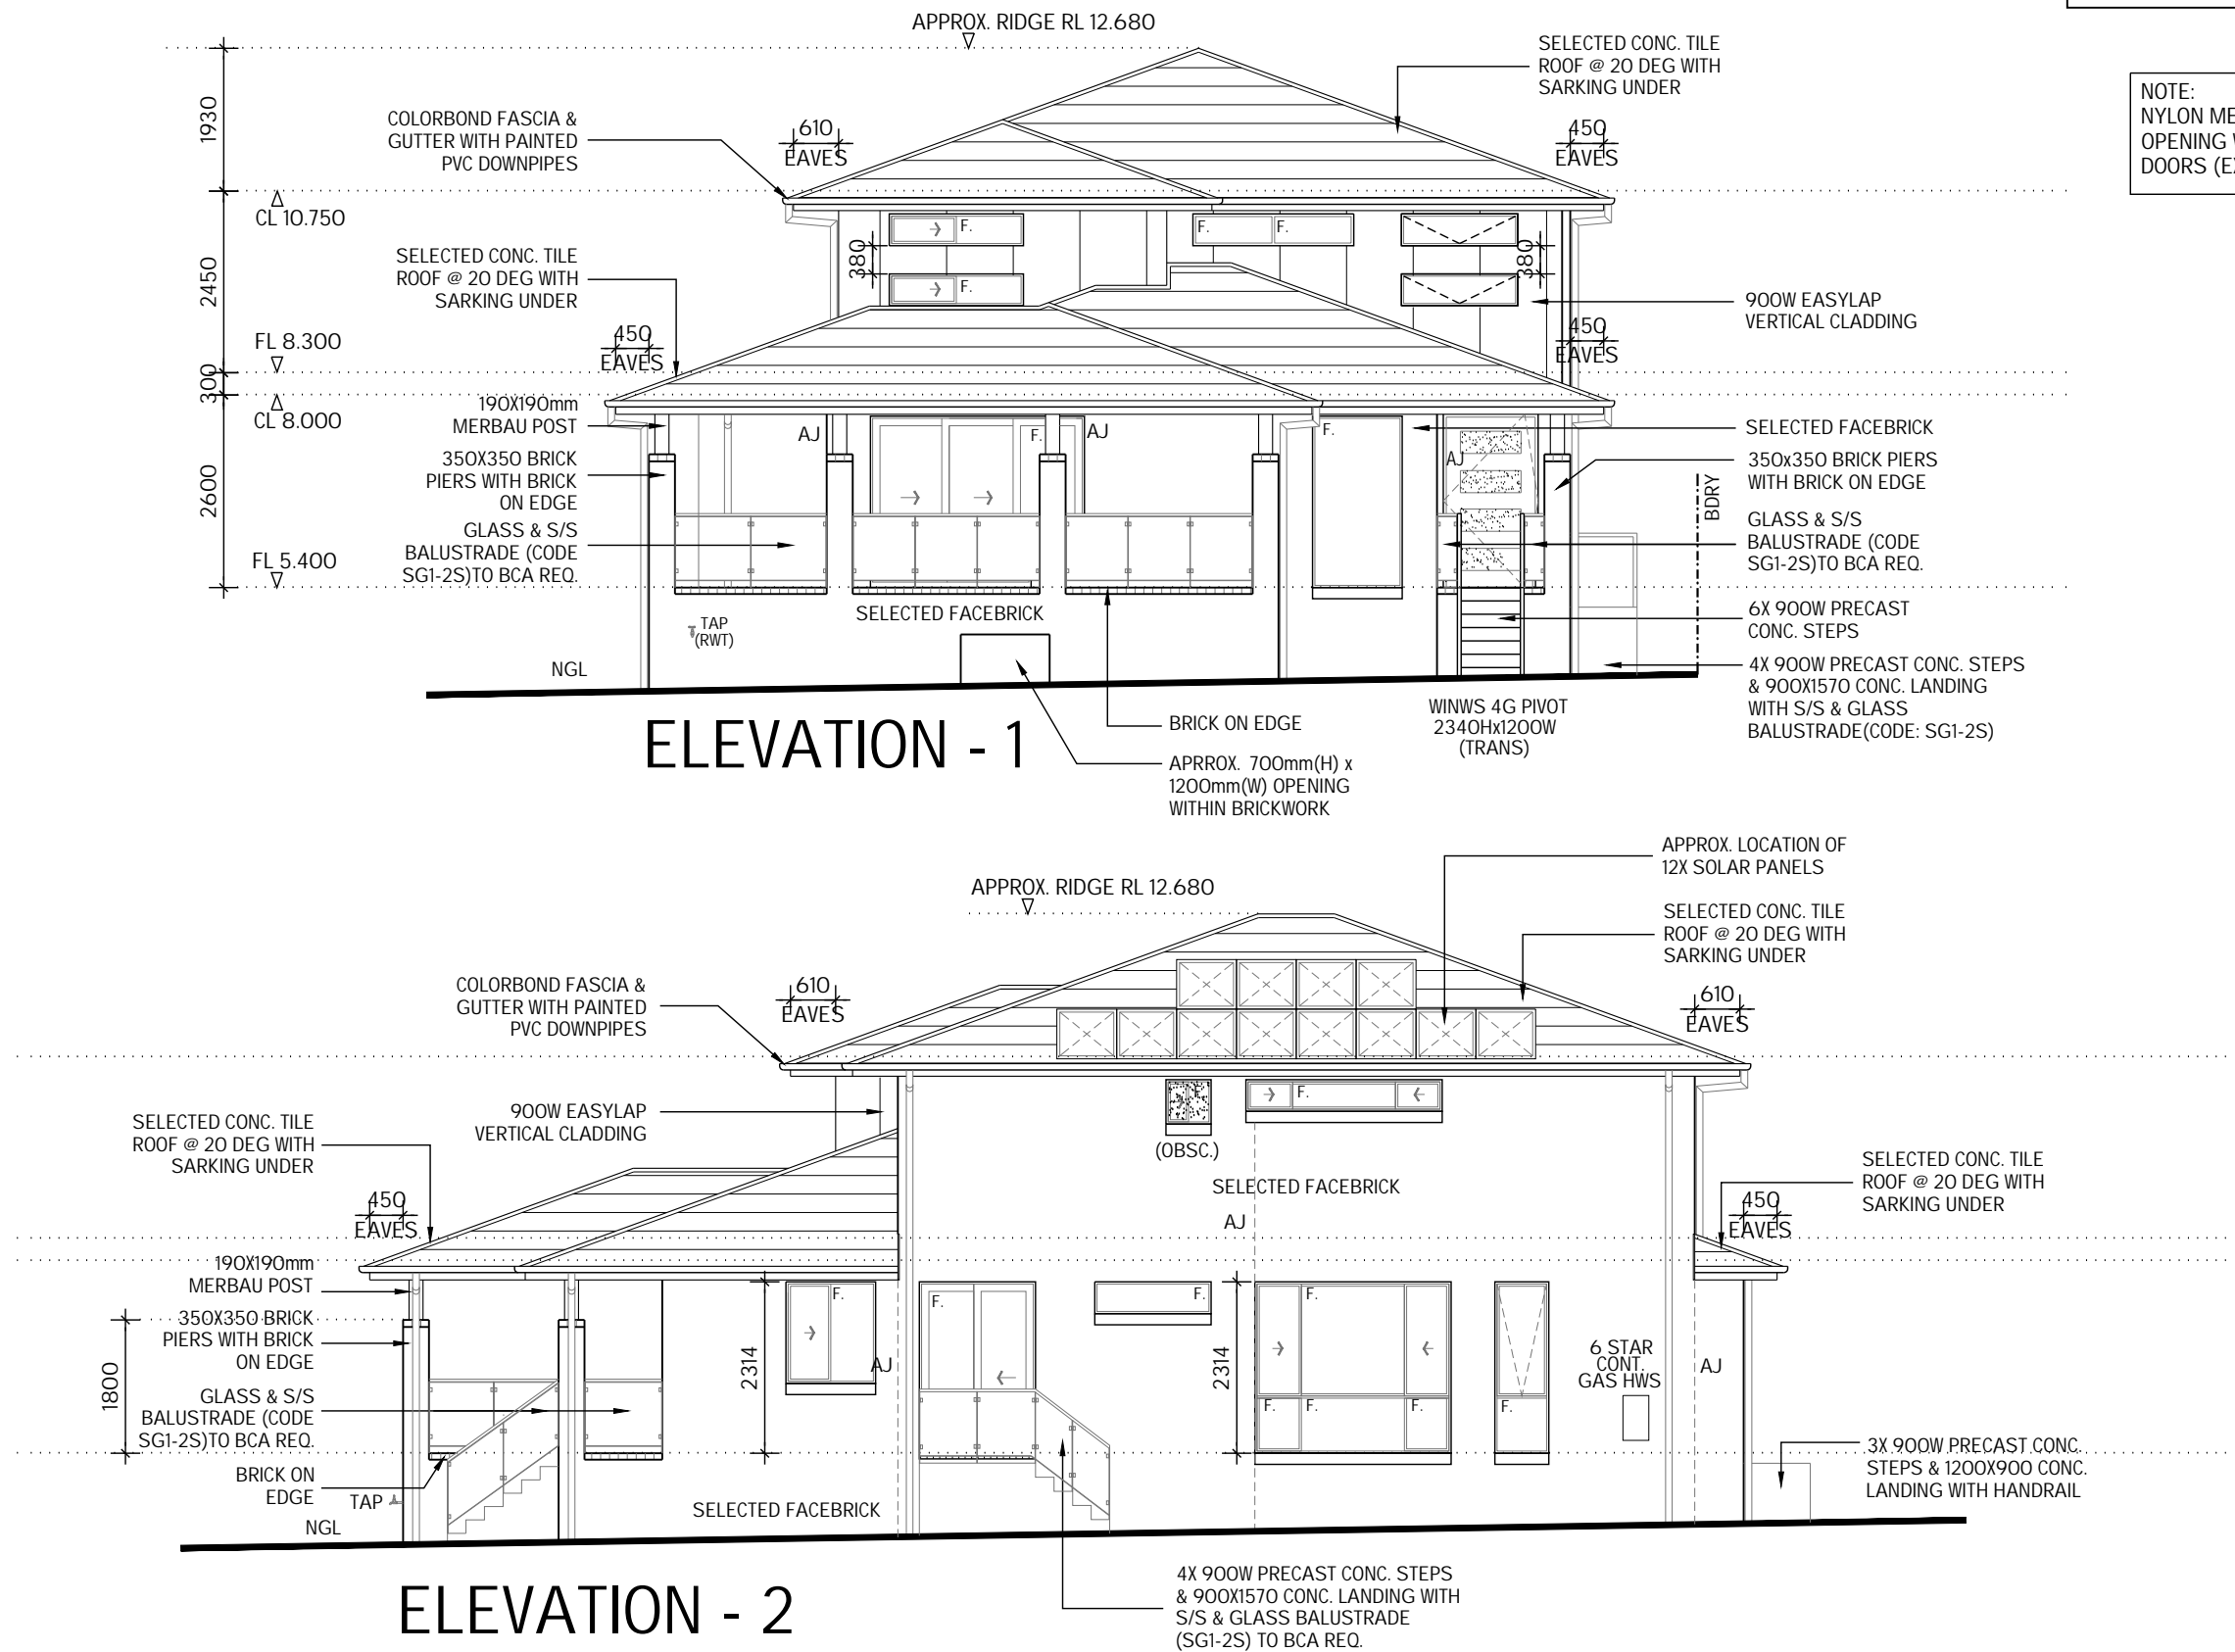 APPROX. RIDGE RL 12.680
SELECTED CONC. TILE
ROOF @ 20 DEG WITH
SARKING UNDER
NOTE:
NYLON
OPENING
DOORS
1930
COLORBOND FASCIA &
GUTTER WITH PAINTED
PVC DOWNPIPES
610
EAVES
450
EAVES
CL 10.750
SELECTED CONC. TILE
ROOF @ 20 DEG WITH
SARKING UNDER
2450
380
F.
F.
F.
F.
380
900W EASYLAP
VERTICAL CLADDING
FL 8.300
450
EAVES
450
EAVES
300
CL 8.000
190X190mm
MERBAU POST
AJ
F.
AJ
F.
AJ
SELECTED FACEBRICK
350X350 BRICK
PIERS WITH BRICK
ON EDGE
350x350 BRICK PIERS
WITH BRICK ON EDGE
BDRY
2600
GLASS & S/S
BALUSTRADE (CODE
SG1-2S)TO BCA REQ.
GLASS & S/S
BALUSTRADE (CODE
SG1-2S)TO BCA REQ.
FL 5.400
SELECTED FACEBRICK
TAP
(RWT)
6X 900W PRECAST
CONC. STEPS
NGL
4X 900W PRECAST CONC. STEPS
& 900X1570 CONC. LANDING
WITH S/S & GLASS
BALUSTRADE(CODE: SG1-2S)
WINWS 4G PIVOT
2340Hx1200W
(TRANS)
BRICK ON EDGE
APRROX. 700mm(H) x
1200mm(W) OPENING
WITHIN BRICKWORK
ELEVATION - 1
APPROX. LOCATION OF
12X SOLAR PANELS
APPROX. RIDGE RL 12.680
SELECTED CONC. TILE
ROOF @ 20 DEG WITH
SARKING UNDER
COLORBOND FASCIA &
GUTTER WITH PAINTED
PVC DOWNPIPES
610
EAVES
610
EAVES
F.
F.
900W EASYLAP
VERTICAL CLADDING
SELECTED CONC. TILE
ROOF @ 20 DEG WITH
SARKING UNDER
(OBSC.)
SELECTED FACEBRICK
AJ
SELECTED CONC. TILE
ROOF @ 20 DEG WITH
SARKING UNDER
450
EAVES
450
EAVES
190X190mm
MERBAU POST
350X350 BRICK
PIERS WITH BRICK
ON EDGE
1800
2314
F.
AJ
F.
F.
2314
F.
F.
F.
F.
F.
6 STAR
CONT.
GAS HWS
AJ
GLASS & S/S
BALUSTRADE (CODE
SG1-2S)TO BCA REQ.
BRICK ON
EDGE
TAP
NGL
SELECTED FACEBRICK
3X 900W PRECAST CONC.
STEPS & 1200X900 CONC.
LANDING WITH HANDRAIL
4X 900W PRECAST CONC. STEPS
& 900X1570 CONC. LANDING WITH
S/S & GLASS BALUSTRADE
(SG1-2S) TO BCA REQ.
ELEVATION - 2